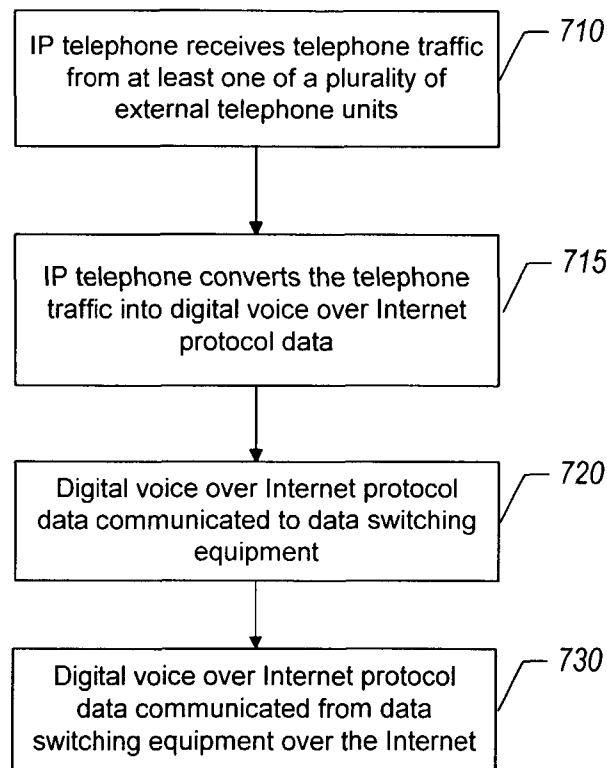 IP telephone receives telephone traffic
from at least one of a plurality of
external telephone units
710
IP telephone converts the telephone
traffic into digital voice over Internet
protocol data
715
Digital voice over Internet protocol
data communicated to data switching
equipment
720
Digital voice over Internet protocol
data communicated from data
switching equipment over the Internet
730